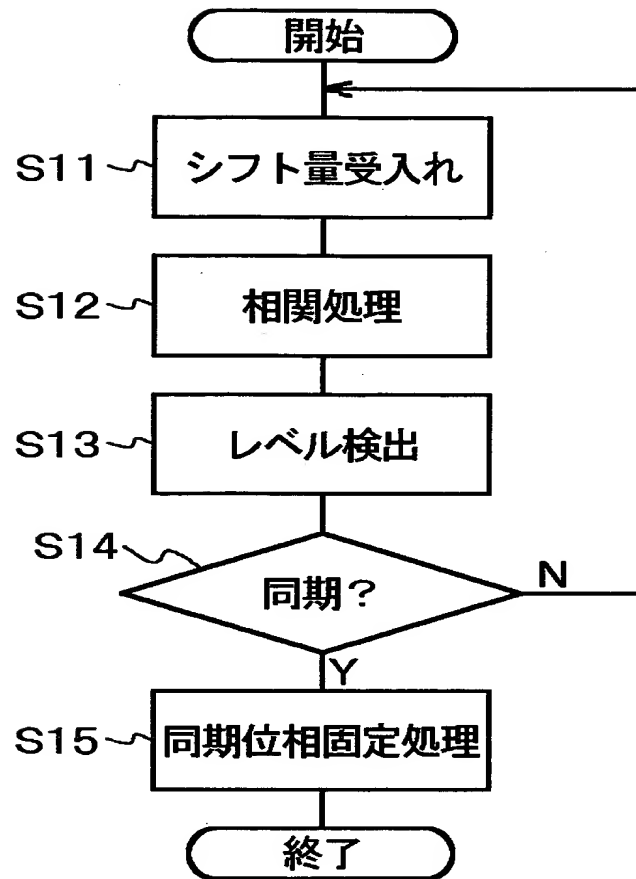 開始
S11
シフト量受入れ
S12
相関処理
S13
レベル検出
S14
同期?
N
Y
S15
同期位相固定処理
終了